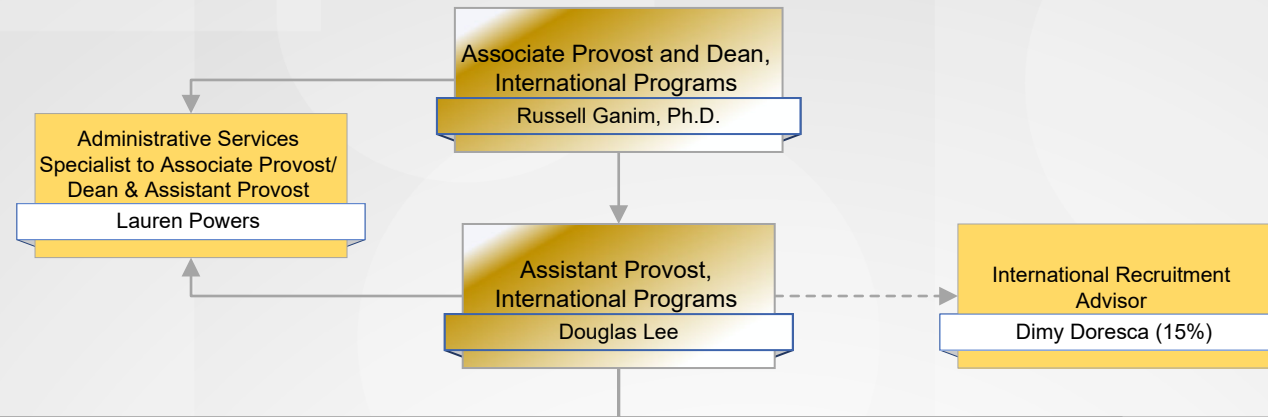 Associate Provost and Dean,
International Programs
Russell Ganim, Ph.D.
Administrative Services
Specialist to Associate Provost/
Dean & Assistant Provost
Lauren Powers
Assistant Provost,
International Programs
Douglas Lee
International Recruitment
Advisor
Dimy Doresca (15%)